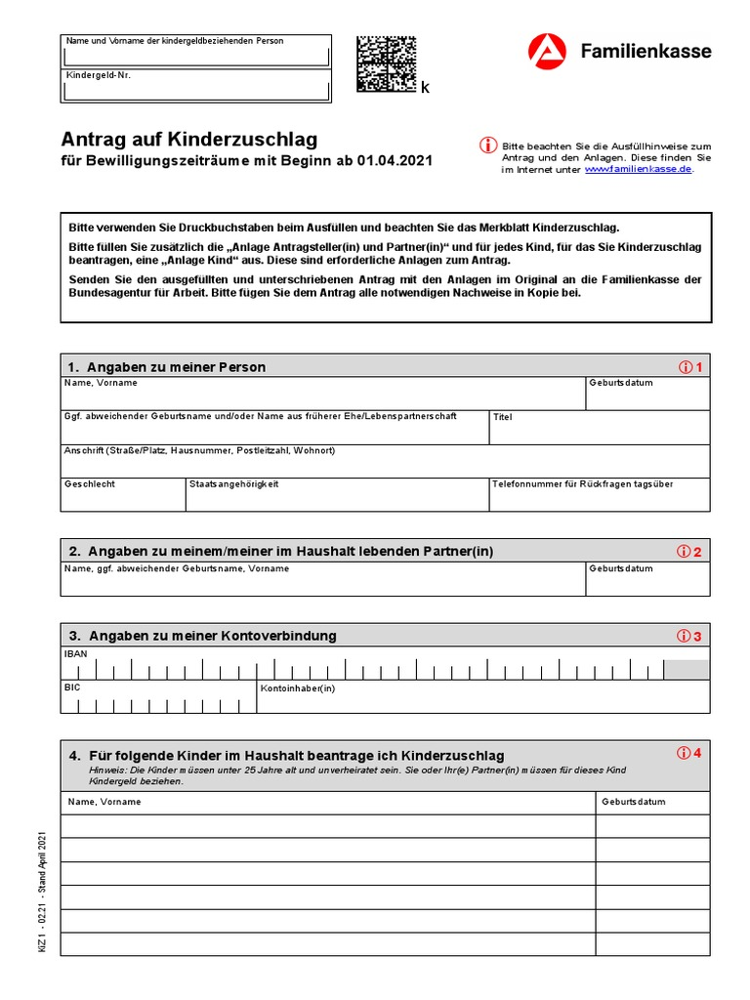 Name und Vorname der kindergeldbeziehenden Person
Kindergeld-Nr.
k
Familienkasse
Antrag auf Kinderzuschlag
für Bewilligungszeiträume mit Beginn ab 01.04.2021
i Bitte beachten Sie die Ausfüllhinweise zum
Antrag und den Anlagen. Diese finden Sie
im Internet unter www.familienkasse.de.
Bitte verwenden Sie Druckbuchstaben beim Ausfüllen und beachten Sie das Merkblatt Kinderzuschlag.
Bitte füllen Sie zusätzlich die „Anlage Antragsteller(in) und Partner(in)“ und für jedes Kind, für das Sie Kinderzuschlag
beantragen, eine „Anlage Kind“ aus. Diese sind erforderliche Anlagen zum Antrag.
Senden Sie den ausgefüllten und unterschriebenen Antrag mit den Anlagen im Original an die Familienkasse der
Bundesagentur für Arbeit. Bitte fügen Sie dem Antrag alle notwendigen Nachweise in Kopie bei.
1. Angaben zu meiner Person i 1
Name, Vorname Geburtsdatum
Ggf. abweichender Geburtsname und/oder Name aus früherer Ehe/Lebenspartnerschaft Titel
Anschrift (Straße/Platz, Hausnummer, Postleitzahl, Wohnort)
Geschlecht Staatsangehörigkeit Telefonnummer für Rückfragen tagsüber
2. Angaben zu meinem/meiner im Haushalt lebenden Partner(in) i 2
Name, ggf. abweichender Geburtsname, Vorname Geburtsdatum
3. Angaben zu meiner Kontoverbindung i 3
IBAN
BIC Kontoinhaber(in)
4. Für folgende Kinder im Haushalt beantrage ich Kinderzuschlag i 4
Hinweis: Die Kinder müssen unter 25 Jahre alt und unverheiratet sein. Sie oder Ihr(e) Partner(in) müssen für dieses Kind
Kindergeld beziehen.
Name, Vorname Geburtsdatum
KiZ 1 - 02.21 - Stand April 2021